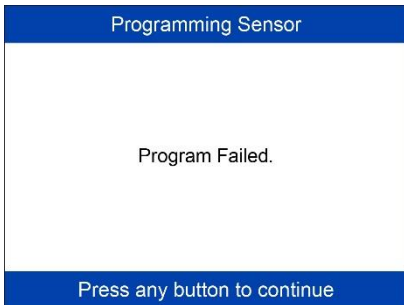 Programming Sensor
Program Failed.
Press any button to continue